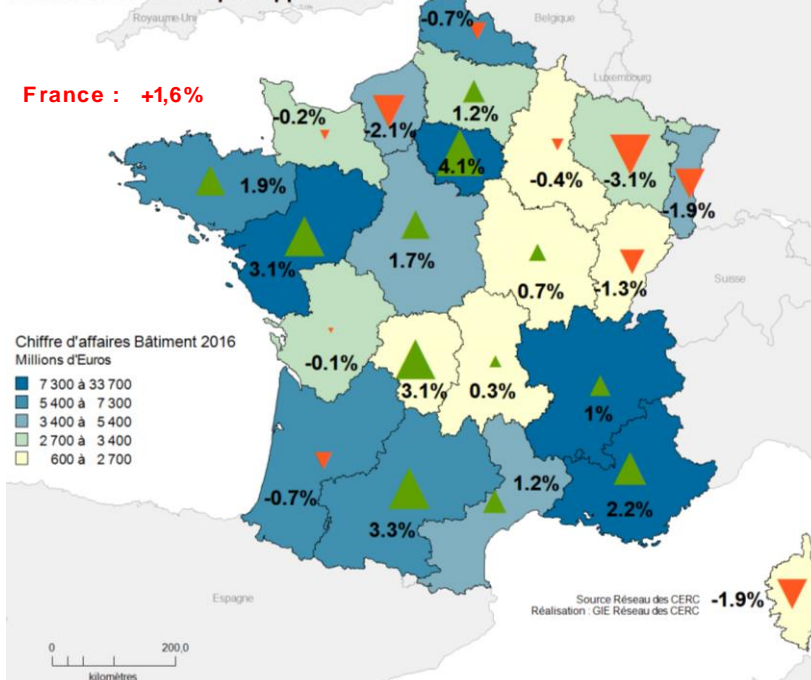 Royaume-Uni
Belgique
Luxembourg
-0.7%
France : +1,6%
-0.2%
-2.1%
1.2%
4.1%
-0.4%
-3.1%
-1.9%
1.9%
3.1%
1.7%
0.7%
-1.3%
Suisse
-0.1%
3.1%
0.3%
1%
Chiffre d'affaires Bâtiment 2016
Millions d'Euros
7 300 à 33 700
5 400 à 7 300
3 400 à 5 400
2 700 à 3 400
600 à 2 700
-0.7%
3.3%
1.2%
2.2%
Espagne
Source Réseau des CERC
Réalisation : GIE Réseau des CERC
-1.9%
0 200,0
kilomètres